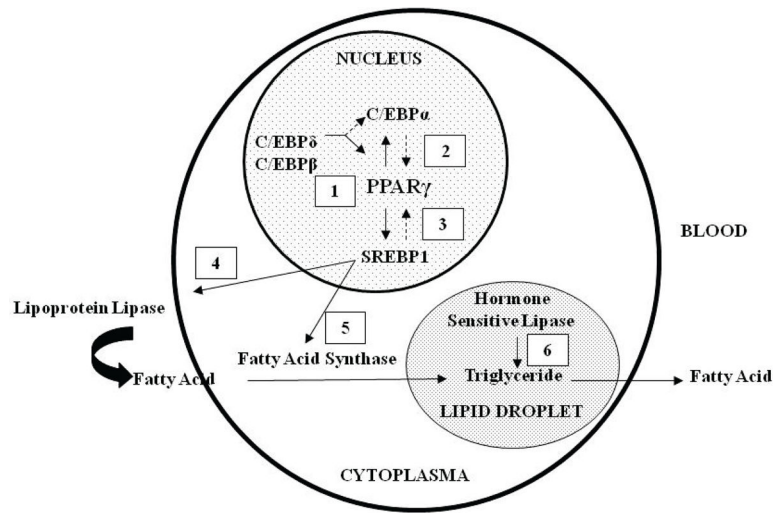 NUCLEUS
C/EBPα
C/EBPδ
C/EBPβ
2
1
PPARγ
3
SREBP1
BLOOD
4
Lipoprotein Lipase
Hormone
Sensitive Lipase
5
6
Fatty Acid Synthase
Fatty Acid
Triglyceride
Fatty Acid
LIPID DROPLET
CYTOPLASMA